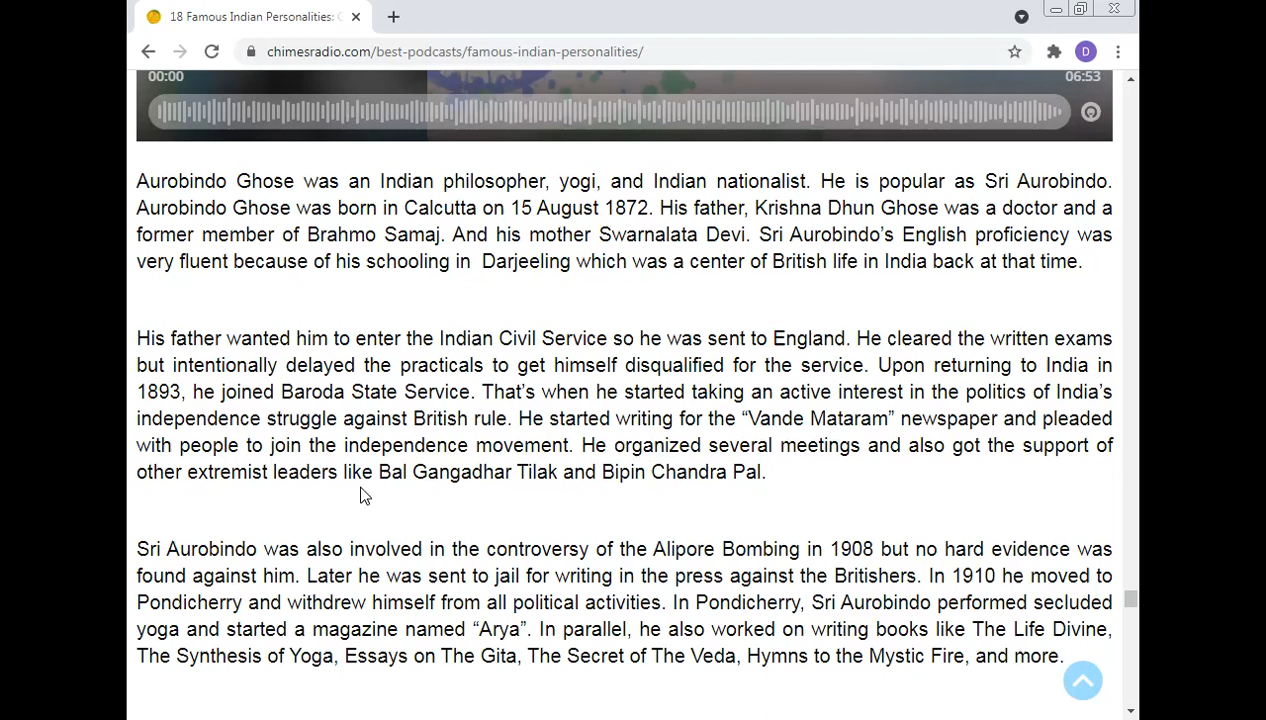 18 Famous Indian Personalities:
chimesradio.com/best-podcasts/famous-indian-personalities/
D
00:00
06:53
Aurobindo Ghose was an Indian philosopher, yogi, and Indian nationalist. He is popular as Sri Aurobindo.
Aurobindo Ghose was born in Calcutta on 15 August 1872. His father, Krishna Dhun Ghose was a doctor and a
former member of Brahmo Samaj. And his mother Swarnalata Devi. Sri Aurobindo’s English proficiency was
very fluent because of his schooling in  Darjeeling which was a center of British life in India back at that time.
His father wanted him to enter the Indian Civil Service so he was sent to England. He cleared the written exams
but intentionally delayed the practicals to get himself disqualified for the service. Upon returning to India in
1893, he joined Baroda State Service. That’s when he started taking an active interest in the politics of India’s
independence struggle against British rule. He started writing for the “Vande Mataram” newspaper and pleaded
with people to join the independence movement. He organized several meetings and also got the support of
other extremist leaders like Bal Gangadhar Tilak and Bipin Chandra Pal.
Sri Aurobindo was also involved in the controversy of the Alipore Bombing in 1908 but no hard evidence was
found against him. Later he was sent to jail for writing in the press against the Britishers. In 1910 he moved to
Pondicherry and withdrew himself from all political activities. In Pondicherry, Sri Aurobindo performed secluded
yoga and started a magazine named “Arya”. In parallel, he also worked on writing books like The Life Divine,
The Synthesis of Yoga, Essays on The Gita, The Secret of The Veda, Hymns to the Mystic Fire, and more.